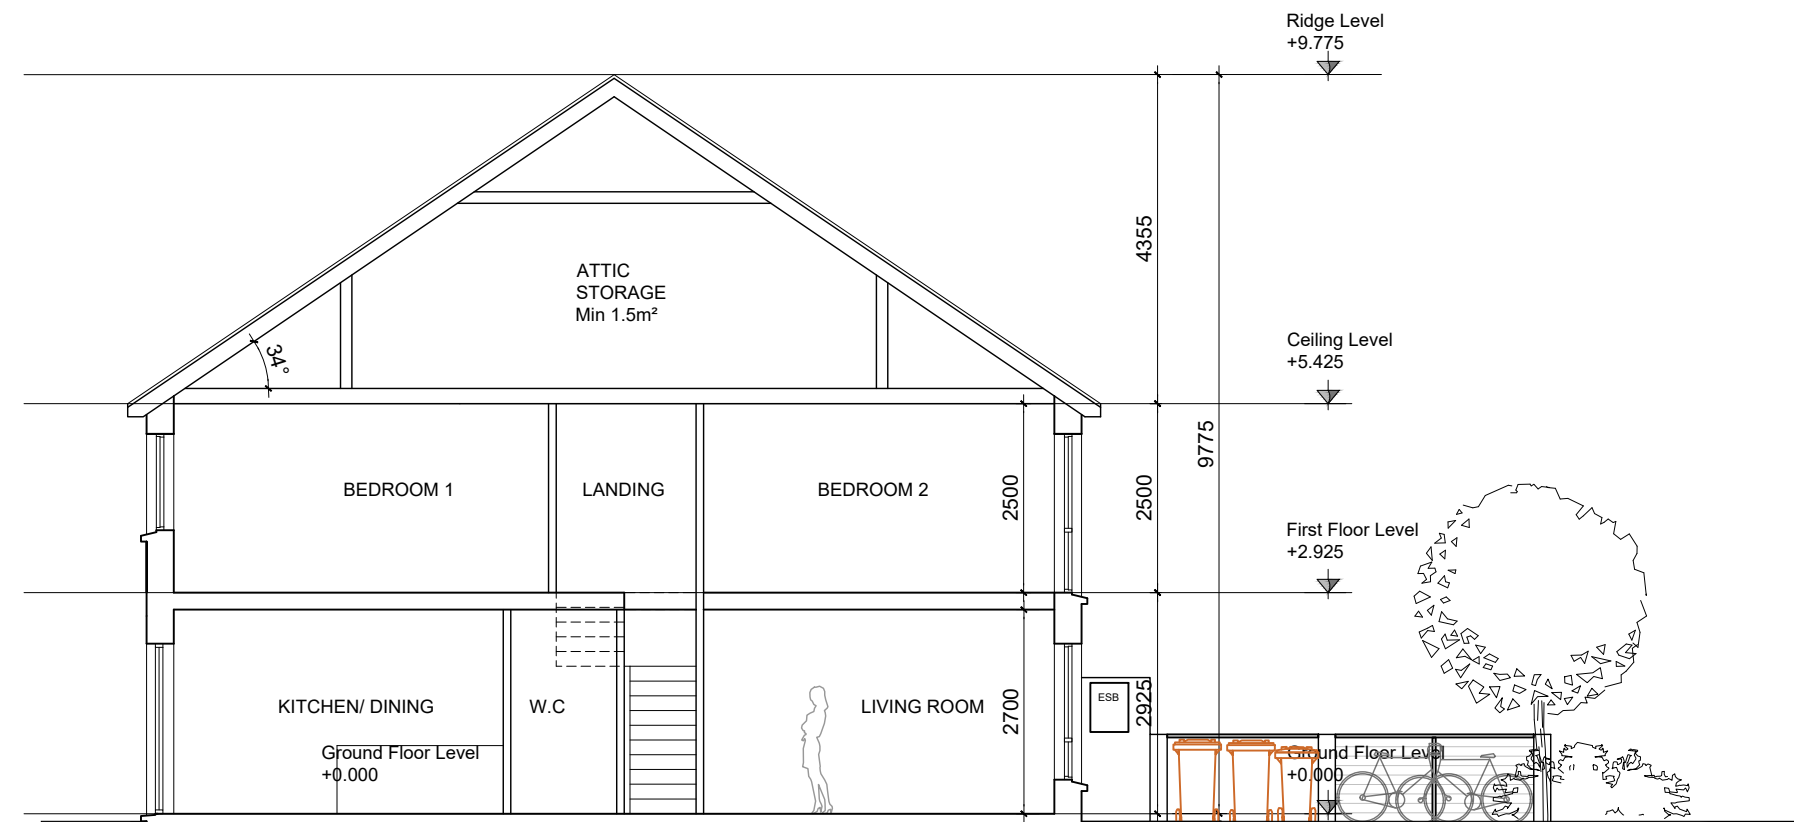 Ridge Level
+9.775
4355
ATTIC
STORAGE
Min 1.5m²
34°
Ceiling Level
+5.425
9775
BEDROOM 1
LANDING
BEDROOM 2
2500
2500
First Floor Level
+2.925
KITCHEN/ DINING
W.C
LIVING ROOM
2700
ESB
2925
Ground Floor Level
+0.000
Ground Floor Level
+0.000